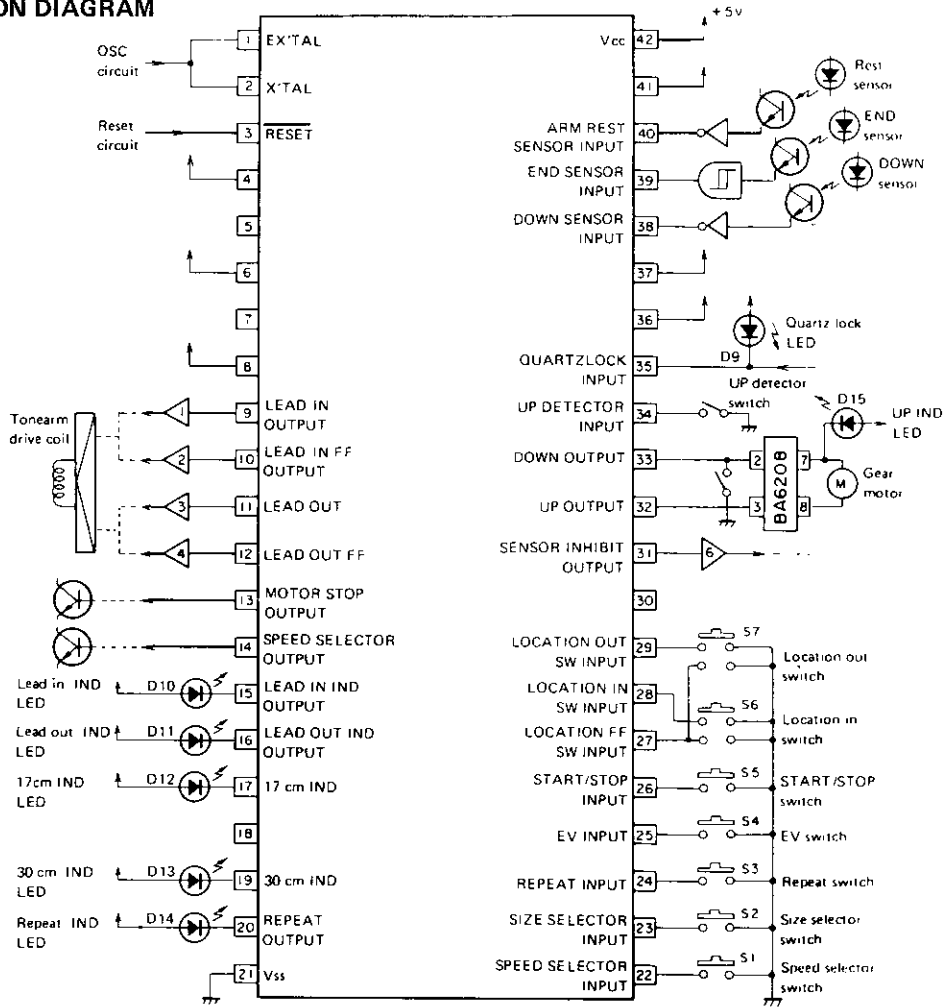 ON DIAGRAM
OSC
circuit
1
EX'TAL
2
X'TAL
Reset
circuit
3
RESET
4
5
6
7
8
Tonearm
drive coil
1
9
LEAD IN
OUTPUT
2
10
LEAD IN FF
OUTPUT
3
11
LEAD OUT
4
12
LEAD OUT FF
13
MOTOR STOP
OUTPUT
14
SPEED SELECTOR
OUTPUT
Lead in IND
LED
D10
15
LEAD IN IND
OUTPUT
Lead out IND
LED
D11
16
LEAD OUT IND
OUTPUT
17cm IND
LED
D12
17
17 cm IND
18
30 cm IND
LED
D13
19
30 cm IND
Repeat IND
LED
D14
20
REPEAT
OUTPUT
21
Vss
+5v
Vcc
42
41
Rest
sensor
ARM REST
SENSOR INPUT
40
END
sensor
END SENSOR
INPUT
39
DOWN
sensor
DOWN SENSOR
INPUT
38
37
36
Quartz lock
LED
D9
QUARTZLOCK
INPUT
35
UP detector
switch
UP DETECTOR
INPUT
34
D15
UP IND
LED
DOWN OUTPUT
33
2
BA6208
7
M
Gear
motor
UP OUTPUT
32
3
8
SENSOR INHIBIT
OUTPUT
31
6
30
LOCATION OUT
SW INPUT
29
S7
Location out
switch
LOCATION IN
SW INPUT
28
S6
Location in
switch
LOCATION FF
SW INPUT
27
START/STOP
INPUT
26
S5
START/STOP
switch
EV INPUT
25
S4
EV switch
REPEAT INPUT
24
S3
Repeat switch
SIZE SELECTOR
INPUT
23
S2
Size selector
switch
SPEED SELECTOR
INPUT
22
S1
Speed selector
switch